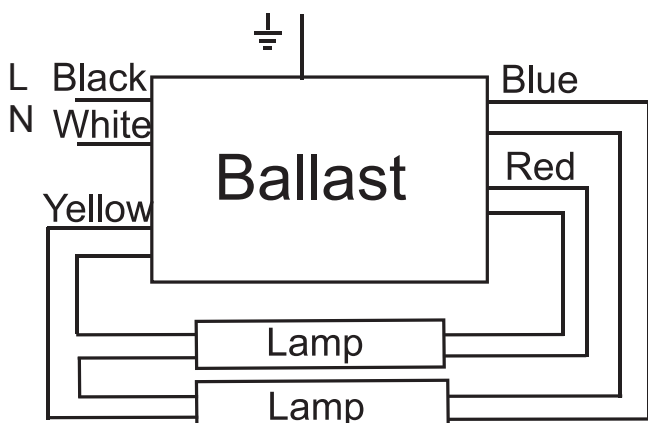 L Black
N White
Yellow
Ballast
Blue
Red
Lamp
Lamp